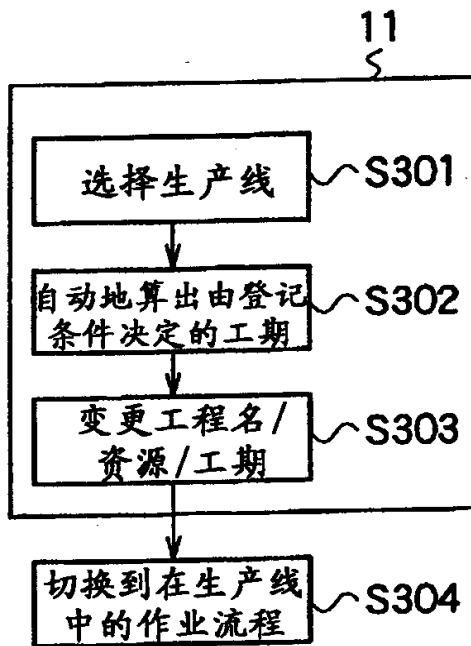 11
选择生产线
S301
自动地算出由登记
条件决定的工期
S302
变更工程名/
资源/工期
S303
切换到在生产线
中的作业流程
S304